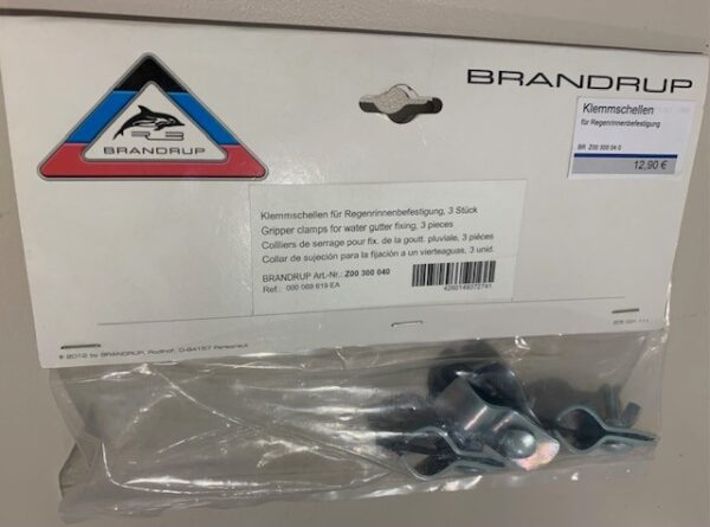 BRANDRUP
BRANDRUP
Klemmschellen
für Regenrinnenbefestigung
BR Z00 300 04 0
12,90 €
Klemmschellen für Regenrinnenbefestigung, 3 Stück
Gripper clamps for water gutter fixing, 3 pieces
Colliers de serrage pour fix. de la goutt. pluviale, 3 pièces
Collar de sujeción para la fijación a un vierteaguas, 3 unid.
BRANDRUP Art.-Nr.: Z00 300 040
Ref.: 000 069 619 EA
4260149372741
© 2012 by BRANDRUP, D-84157